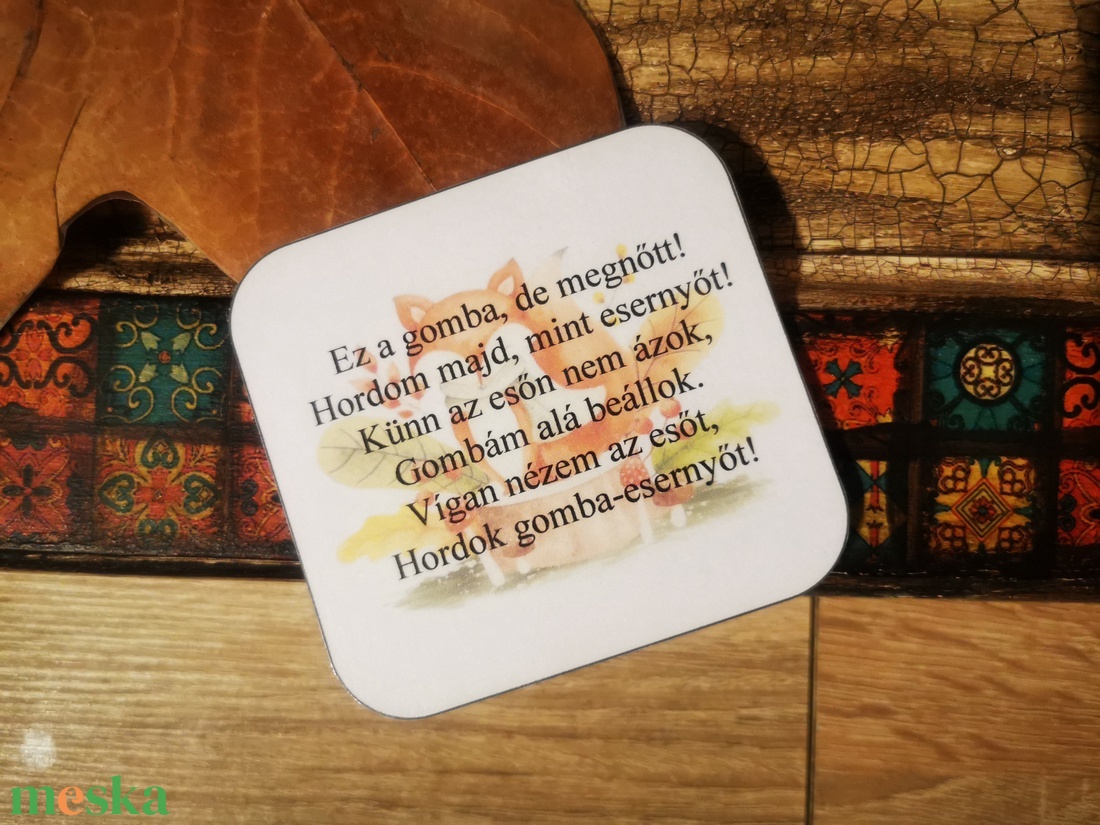 Ez a gomba, de megnőtt!
Hordom majd, mint esernyőt!
Künn az esőn nem ázok,
Gombám alá beállok.
Vígan nézem az esőt,
Hordok gomba-esernyőt!
meska